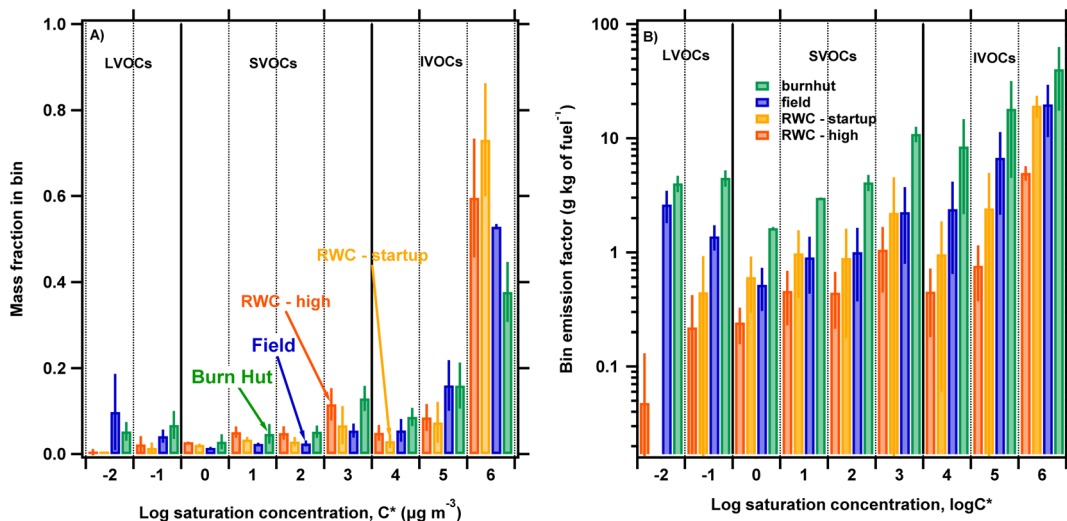 A)
LVOCs
SVOCs
IVOCs
1.0
0.8
0.6
0.4
0.2
0.0
Mass fraction in bin
RWC - startup
RWC - high
Field
Burn Hut
-2 -1 0 1 2 3 4 5 6
Log saturation concentration, C* (µg m⁻³)
B)
LVOCs
SVOCs
IVOCs
burnhut
field
RWC - startup
RWC - high
100
10
1
0.1
Bin emission factor (g kg of fuel⁻¹)
-2 -1 0 1 2 3 4 5 6
Log saturation concentration, logC*